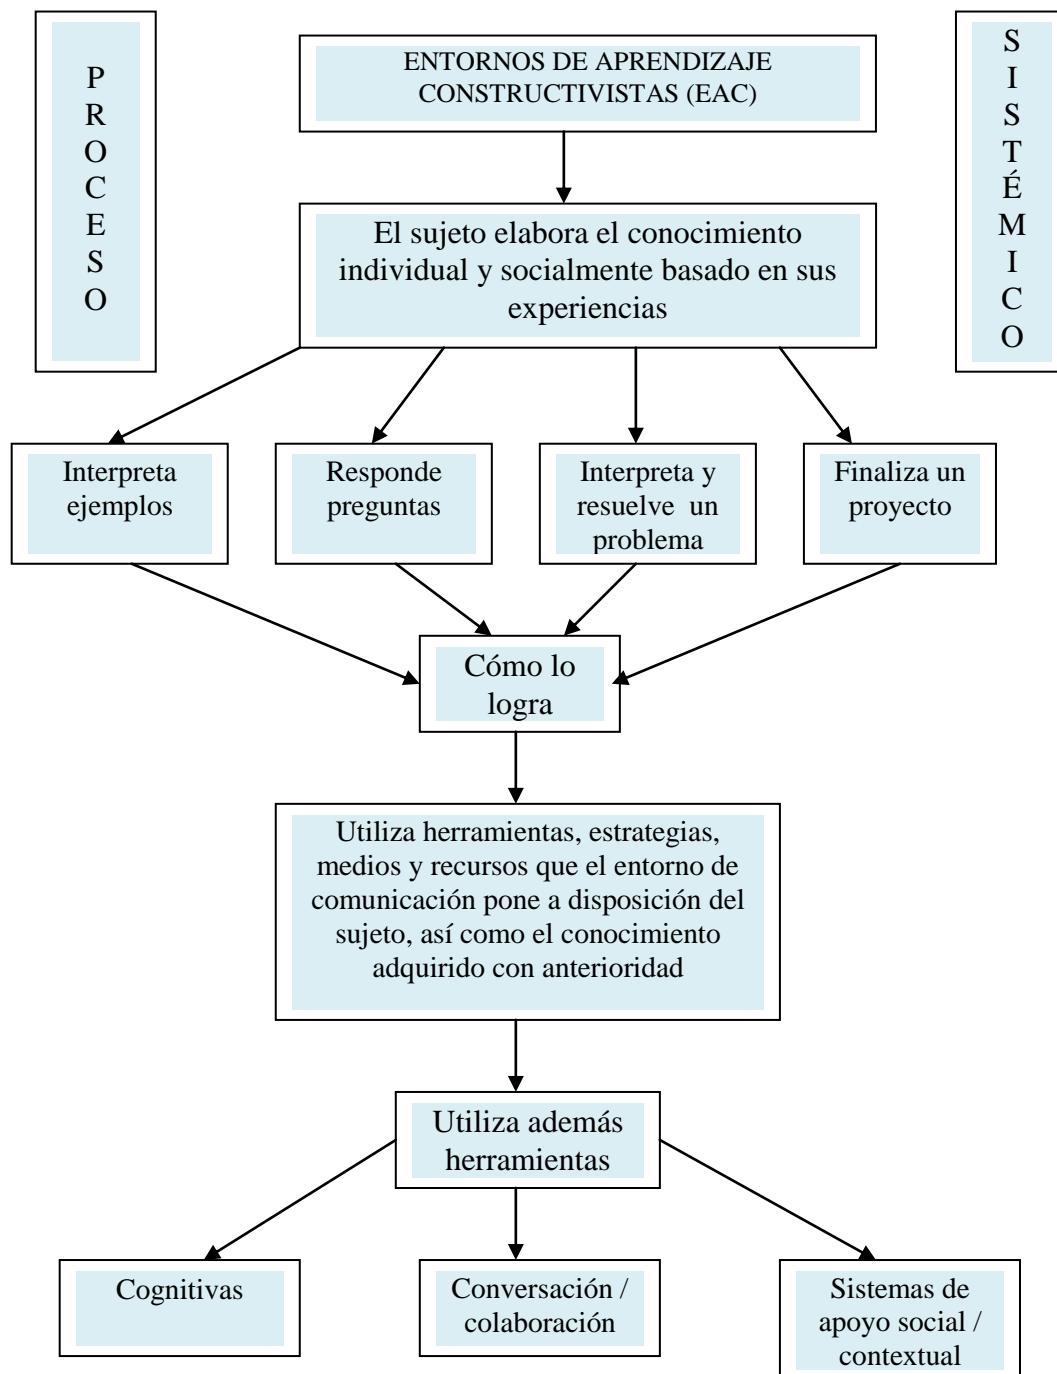 P
R
O
C
E
S
O
ENTORNOS DE APRENDIZAJE
CONSTRUCTIVISTAS (EAC)
S
I
S
T
É
M
I
C
O
El sujeto elabora el conocimiento
individual y socialmente basado en sus
experiencias
Interpreta
ejemplos
Responde
preguntas
Interpreta y
resuelve un
problema
Finaliza un
proyecto
Cómo lo
logra
Utiliza herramientas, estrategias,
medios y recursos que el entorno de
comunicación pone a disposición del
sujeto, así como el conocimiento
adquirido con anterioridad
Utiliza además
herramientas
Cognitivas
Conversación /
colaboración
Sistemas de
apoyo social /
contextual